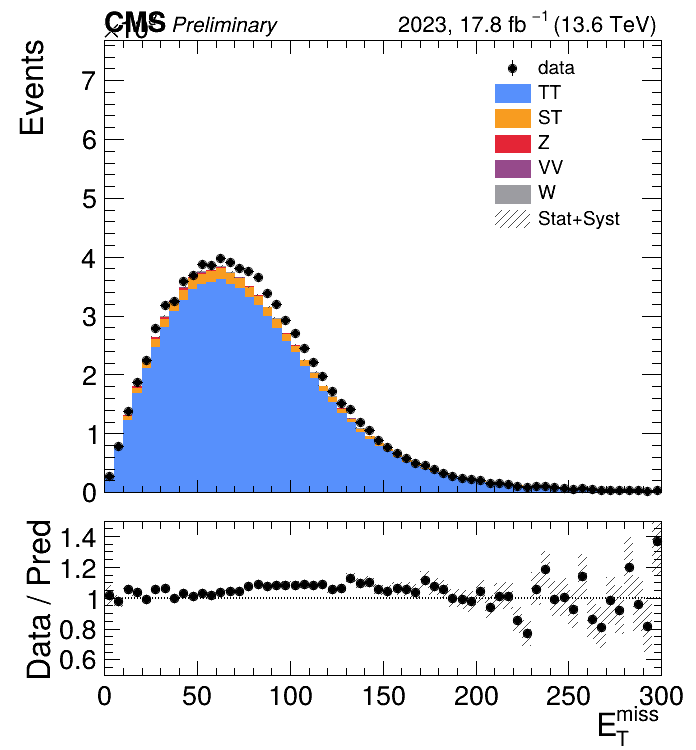 CMS Preliminary 2023, 17.8 fb⁻¹ (13.6 TeV)
Events
data
TT
ST
Z
VV
W
Stat+Syst
7
6
5
4
3
2
1
0
Data / Pred
1.4
1.2
1
0.8
0.6
0 50 100 150 200 250 300
E_T^miss